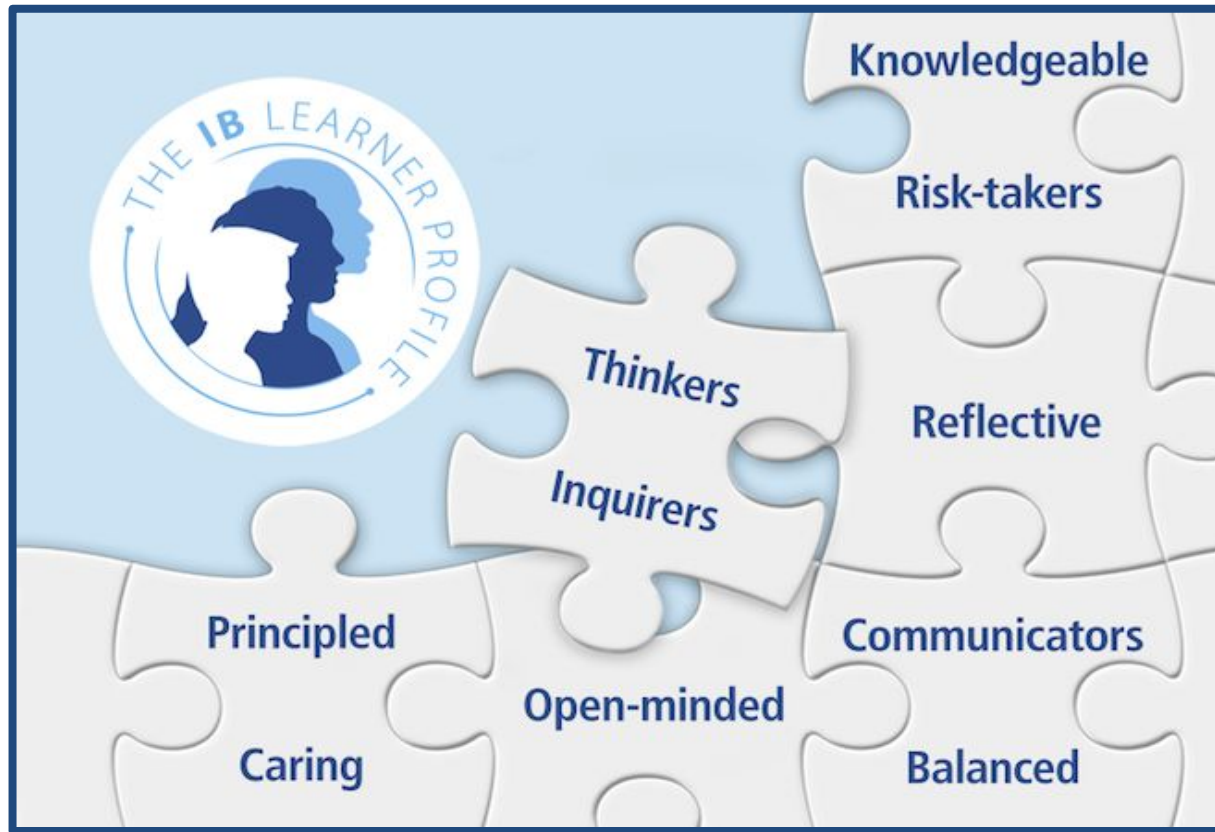 THE IB LEARNER PROFILE
Knowledgeable
Risk-takers
Thinkers
Inquirers
Reflective
Principled
Caring
Open-minded
Communicators
Balanced